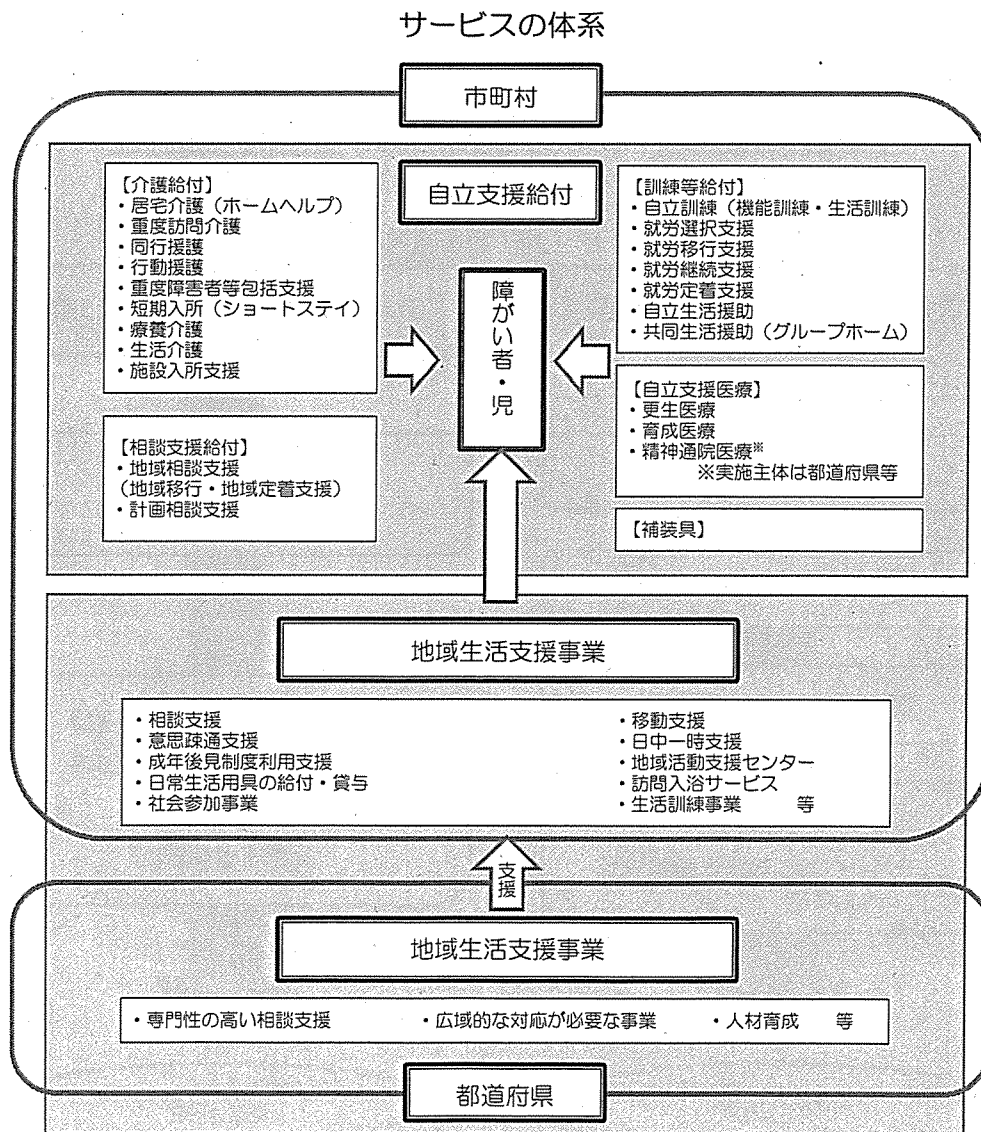 サービスの体系
市町村
自立支援給付
【介護給付】
・居宅介護（ホームヘルプ）
・重度訪問介護
・同行援護
・行動援護
・重度障害者等包括支援
・短期入所（ショートステイ）
・療養介護
・生活介護
・施設入所支援
【相談支援給付】
・地域相談支援
（地域移行・地域定着支援）
・計画相談支援
障がい者・児
【訓練等給付】
・自立訓練（機能訓練・生活訓練）
・就労選択支援
・就労移行支援
・就労継続支援
・就労定着支援
・自立生活援助
・共同生活援助（グループホーム）
【自立支援医療】
・更生医療
・育成医療
・精神通院医療※
※実施主体は都道府県等
【補装具】
地域生活支援事業
・相談支援
・意思疎通支援
・成年後見制度利用支援
・日常生活用具の給付・貸与
・社会参加事業
・移動支援
・日中一時支援
・地域活動支援センター
・訪問入浴サービス
・生活訓練事業　　等
支援
地域生活支援事業
・専門性の高い相談支援　　・広域的な対応が必要な事業　　・人材育成　等
都道府県